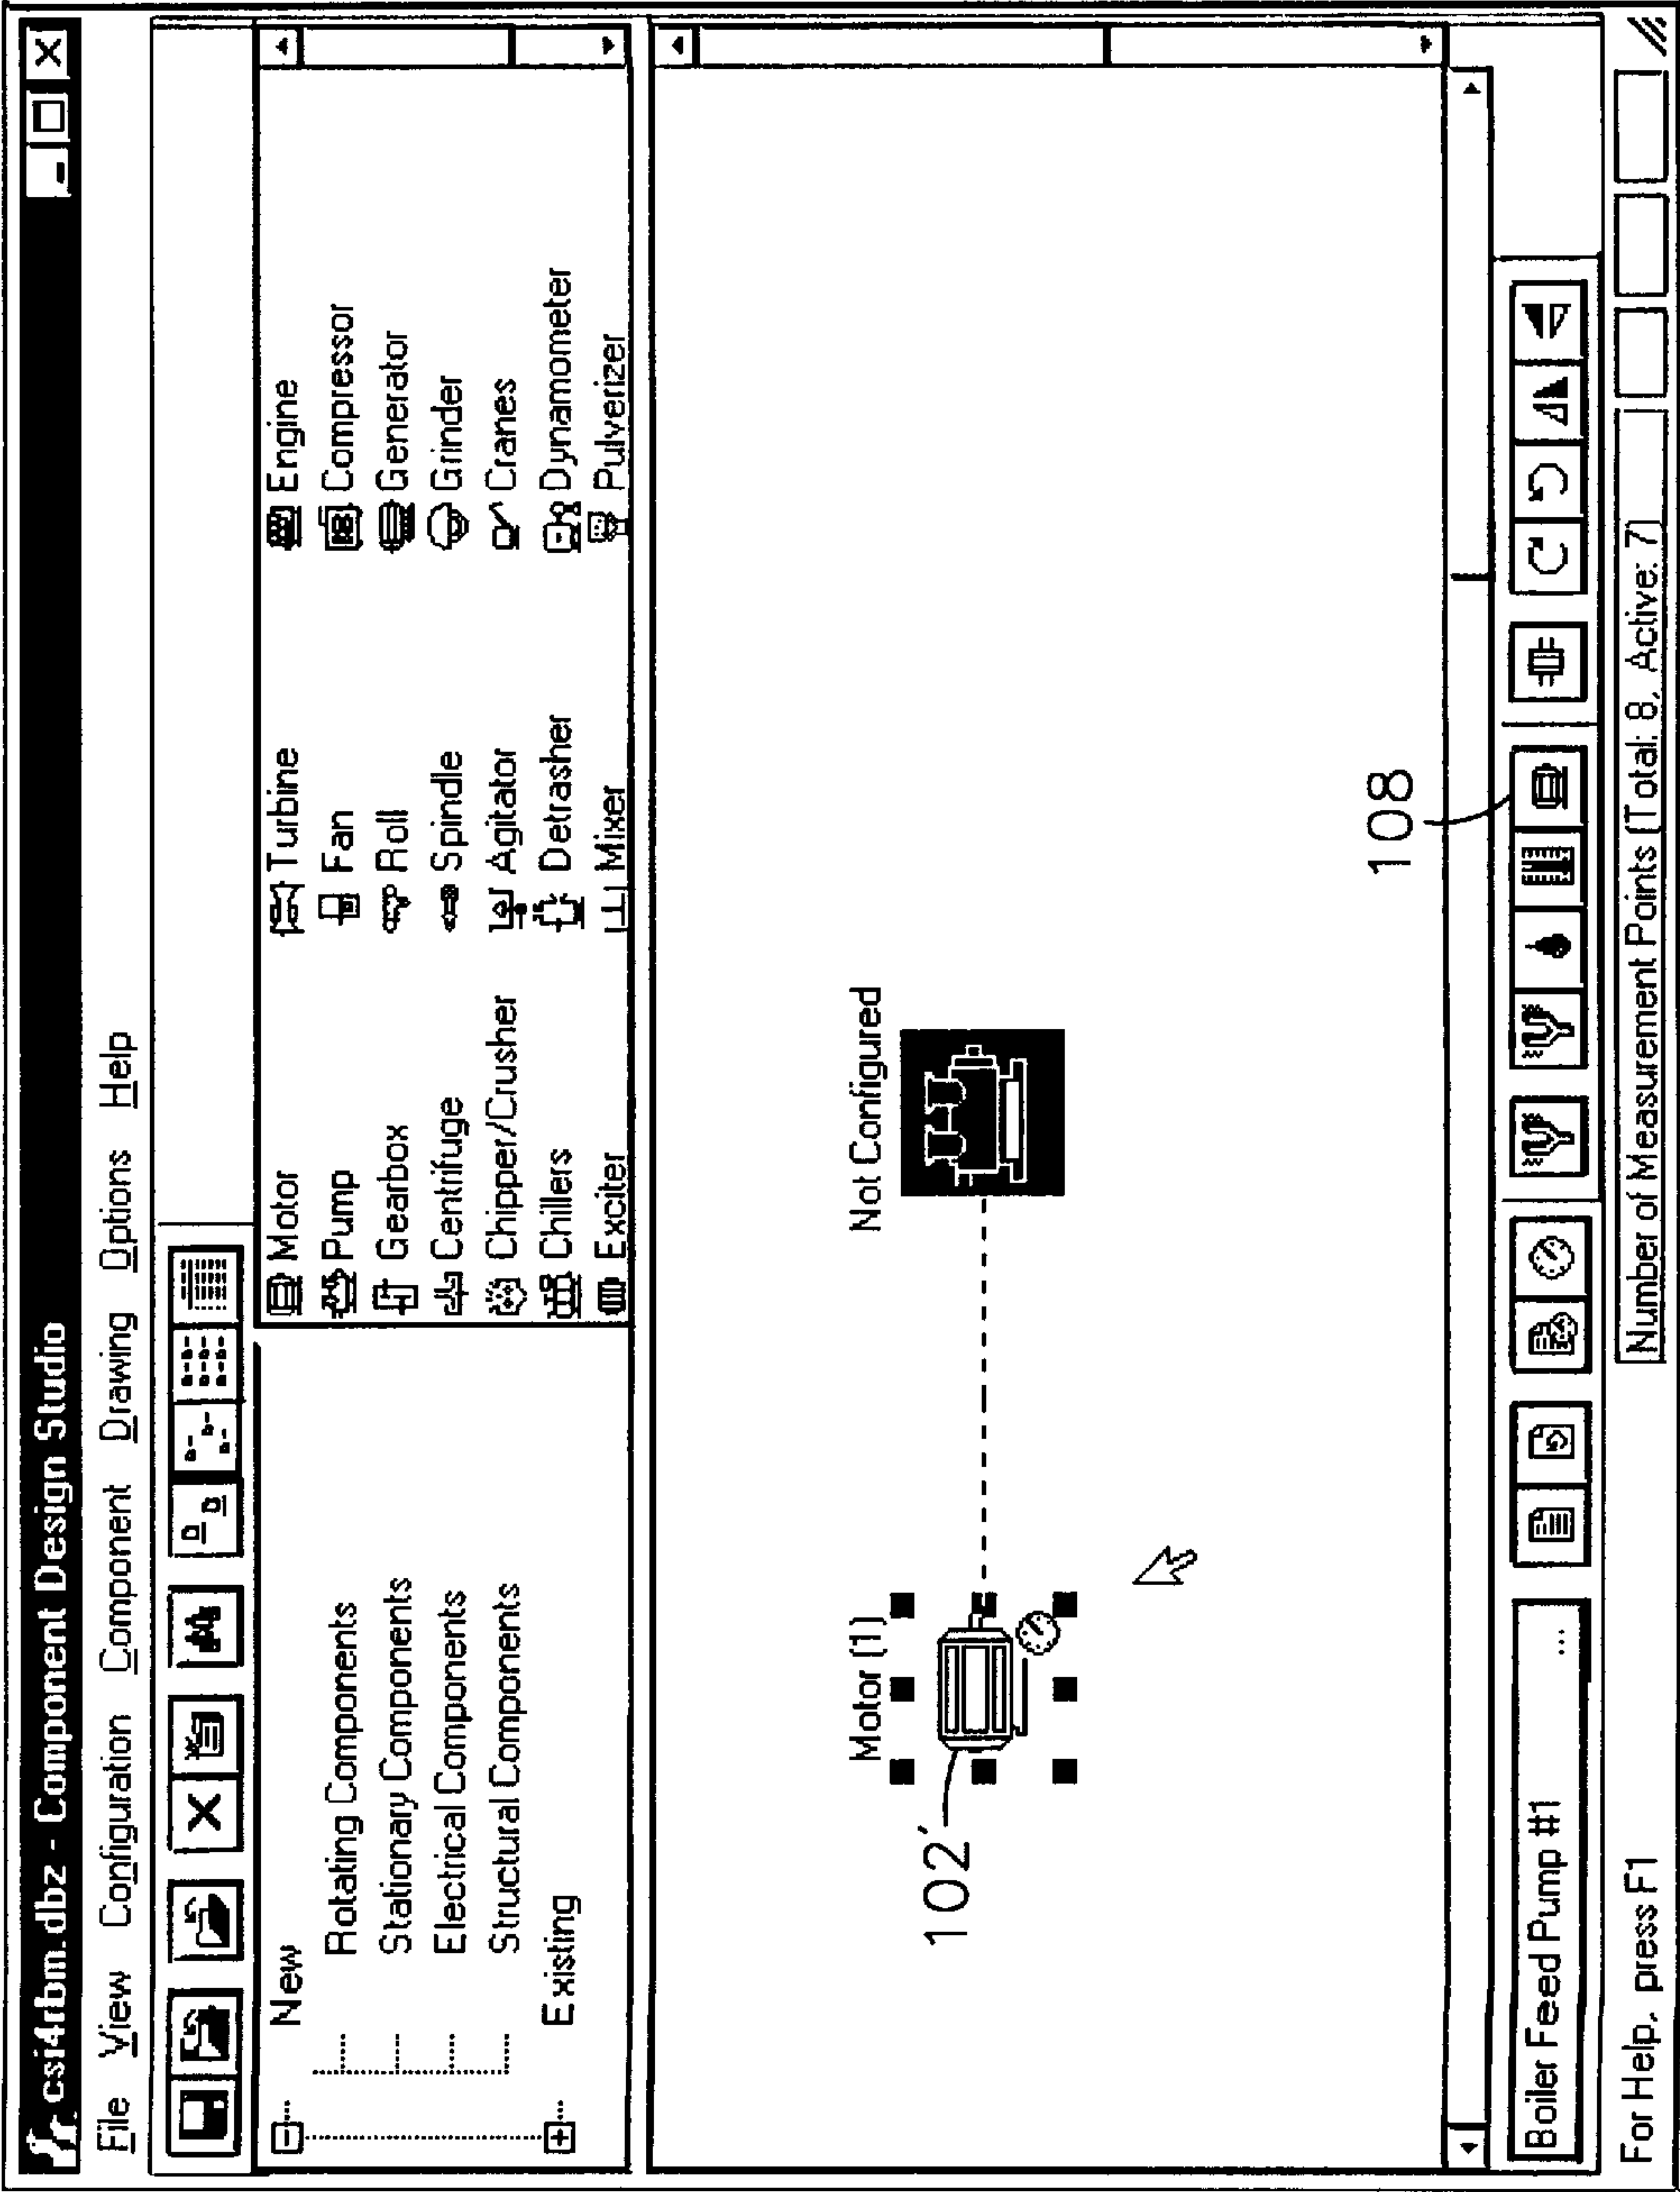 csi4rbm.dbz - Component Design Studio
File View Configuration Component Drawing Options Help
New
Rotating Components
Stationary Components
Electrical Components
Structural Components
Existing
Motor Turbine Engine
Pump Fan Compressor
Gearbox Roll Generator
Centrifuge Spindle Grinder
Chipper/Crusher Agitator Cranes
Chillers Detrasher Dynamometer
Exciter Mixer Pulverizer
Motor (1) Not Configured
102'
108
Boiler Feed Pump #1 ...
For Help, press F1 Number of Measurement Points (Total: 8, Active: 7)